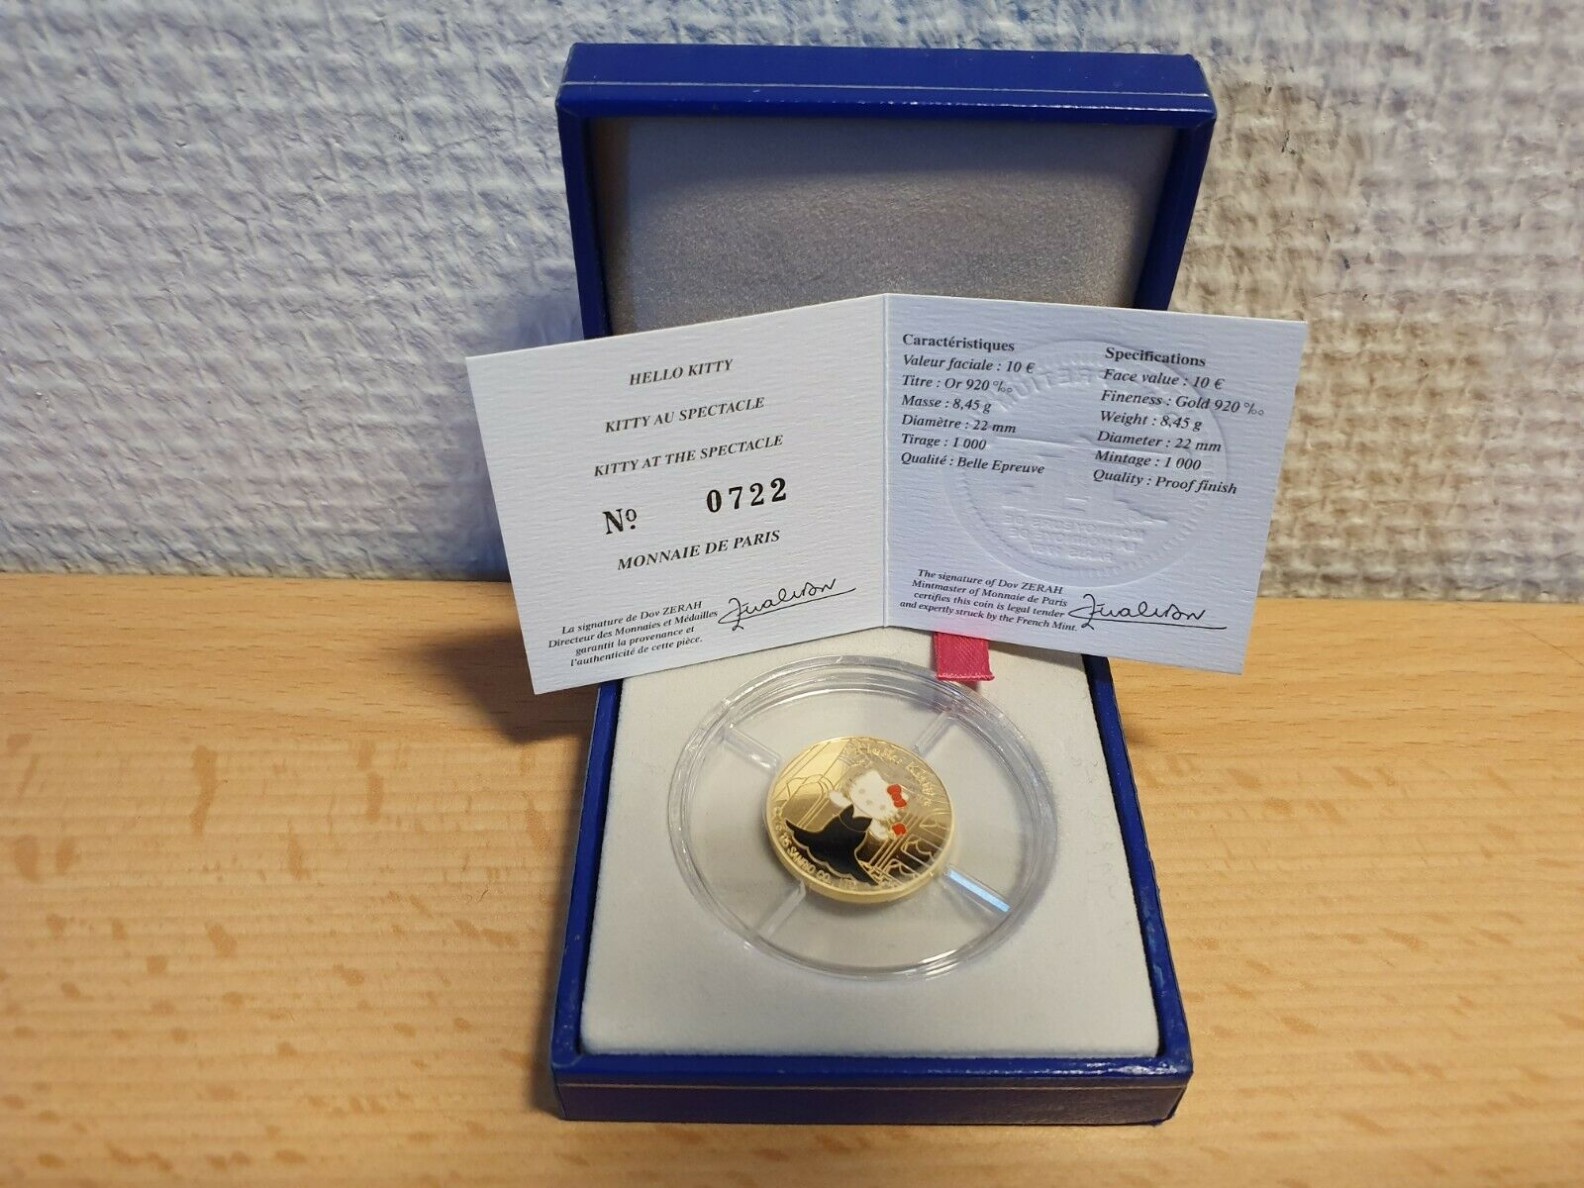 HELLO KITTY
KITTY AU SPECTACLE
KITTY AT THE SPECTACLE
Nº 0722
MONNAIE DE PARIS
La signature de Dov ZERAH
Directeur des Monnaies et Médailles
garantit la provenance et
l'authenticité de cette pièce.
Caractéristiques
Valeur faciale : 10 €
Titre : Or 920 ‰
Masse : 8,45 g
Diamètre : 22 mm
Tirage : 1 000
Qualité : Belle Epreuve
Specifications
Face value : 10 €
Fineness : Gold 920 ‰
Weight : 8,45 g
Diameter : 22 mm
Mintage : 1 000
Quality : Proof finish
The signature of Dov ZERAH
Mintmaster of Monnaie de Paris
certifies this coin is legal tender
and expertly struck by the French Mint.
Hello Kitty
SANRIO CO.,